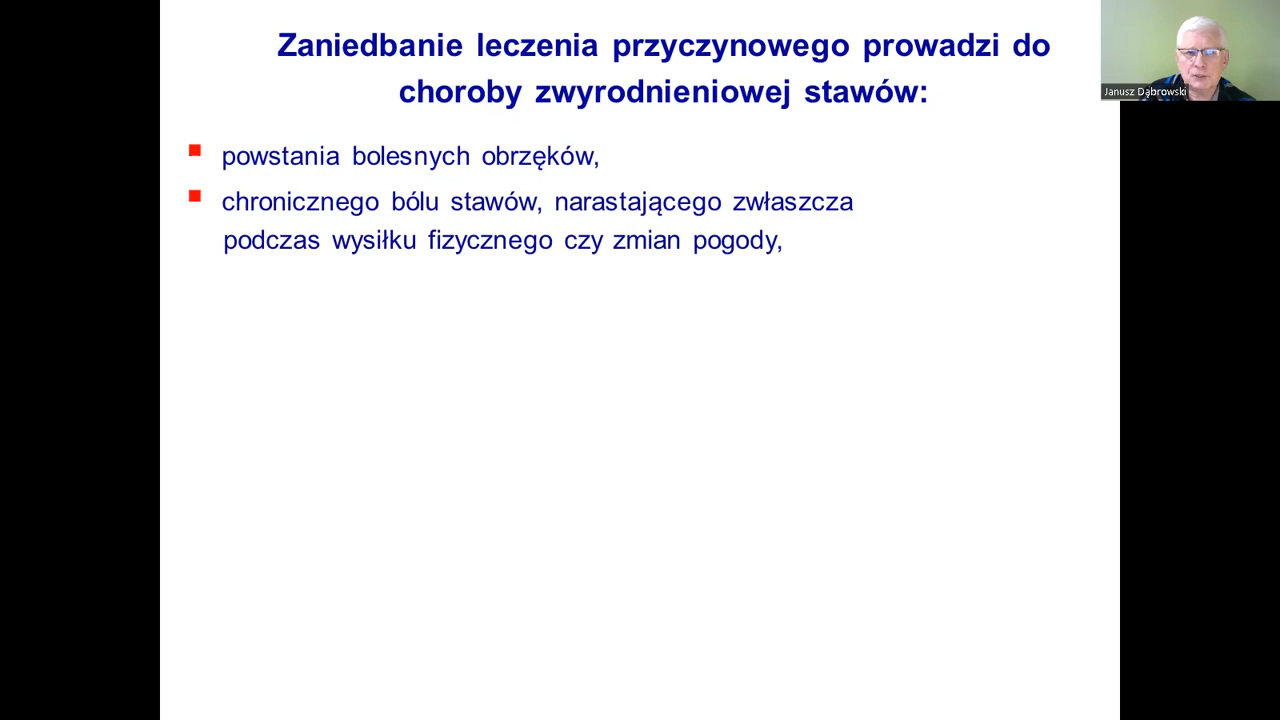 Zaniedbanie leczenia przyczynowego prowadzi do
choroby zwyrodnieniowej stawów:
powstania bolesnych obrzęków,
chronicznego bólu stawów, narastającego zwłaszcza
podczas wysiłku fizycznego czy zmian pogody,
Janusz Dąbrowski